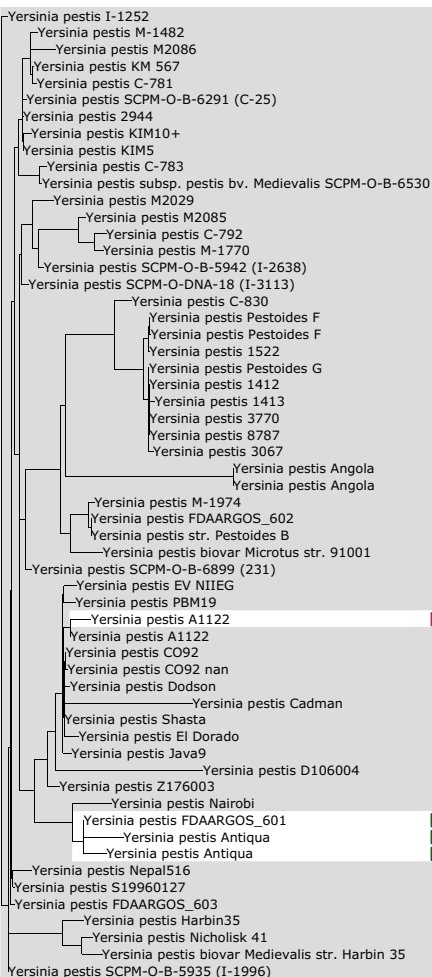 Yersinia pestis I-1252
Yersinia pestis M-1482
Yersinia pestis M2086
Yersinia pestis KM 567
Yersinia pestis C-781
Yersinia pestis SCPM-O-B-6291 (C-25)
Yersinia pestis 2944
Yersinia pestis KIM10+
Yersinia pestis KIM5
Yersinia pestis C-783
Yersinia pestis subsp. pestis bv. Medievalis SCPM-O-B-6530
Yersinia pestis M2029
Yersinia pestis M2085
Yersinia pestis C-792
Yersinia pestis M-1770
Yersinia pestis SCPM-O-B-5942 (I-2638)
Yersinia pestis SCPM-O-DNA-18 (I-3113)
Yersinia pestis C-830
Yersinia pestis Pestoides F
Yersinia pestis Pestoides F
Yersinia pestis 1522
Yersinia pestis Pestoides G
Yersinia pestis 1412
Yersinia pestis 1413
Yersinia pestis 3770
Yersinia pestis 8787
Yersinia pestis 3067
Yersinia pestis Angola
Yersinia pestis Angola
Yersinia pestis M-1974
Yersinia pestis FDAARGOS_602
Yersinia pestis str. Pestoides B
Yersinia pestis biovar Microtus str. 91001
Yersinia pestis SCPM-O-B-6899 (231)
Yersinia pestis EV NIIEG
Yersinia pestis PBM19
Yersinia pestis A1122
Yersinia pestis A1122
Yersinia pestis CO92
Yersinia pestis CO92 nan
Yersinia pestis Dodson
Yersinia pestis Cadman
Yersinia pestis Shasta
Yersinia pestis El Dorado
Yersinia pestis Java9
Yersinia pestis D106004
Yersinia pestis Z176003
Yersinia pestis Nairobi
Yersinia pestis FDAARGOS_601
Yersinia pestis Antiqua
Yersinia pestis Antiqua
Yersinia pestis Nepal516
Yersinia pestis S19960127
Yersinia pestis FDAARGOS_603
Yersinia pestis Harbin35
Yersinia pestis Nicholisk 41
Yersinia pestis biovar Medievalis str. Harbin 35
Yersinia pestis SCPM-O-B-5935 (I-1996)